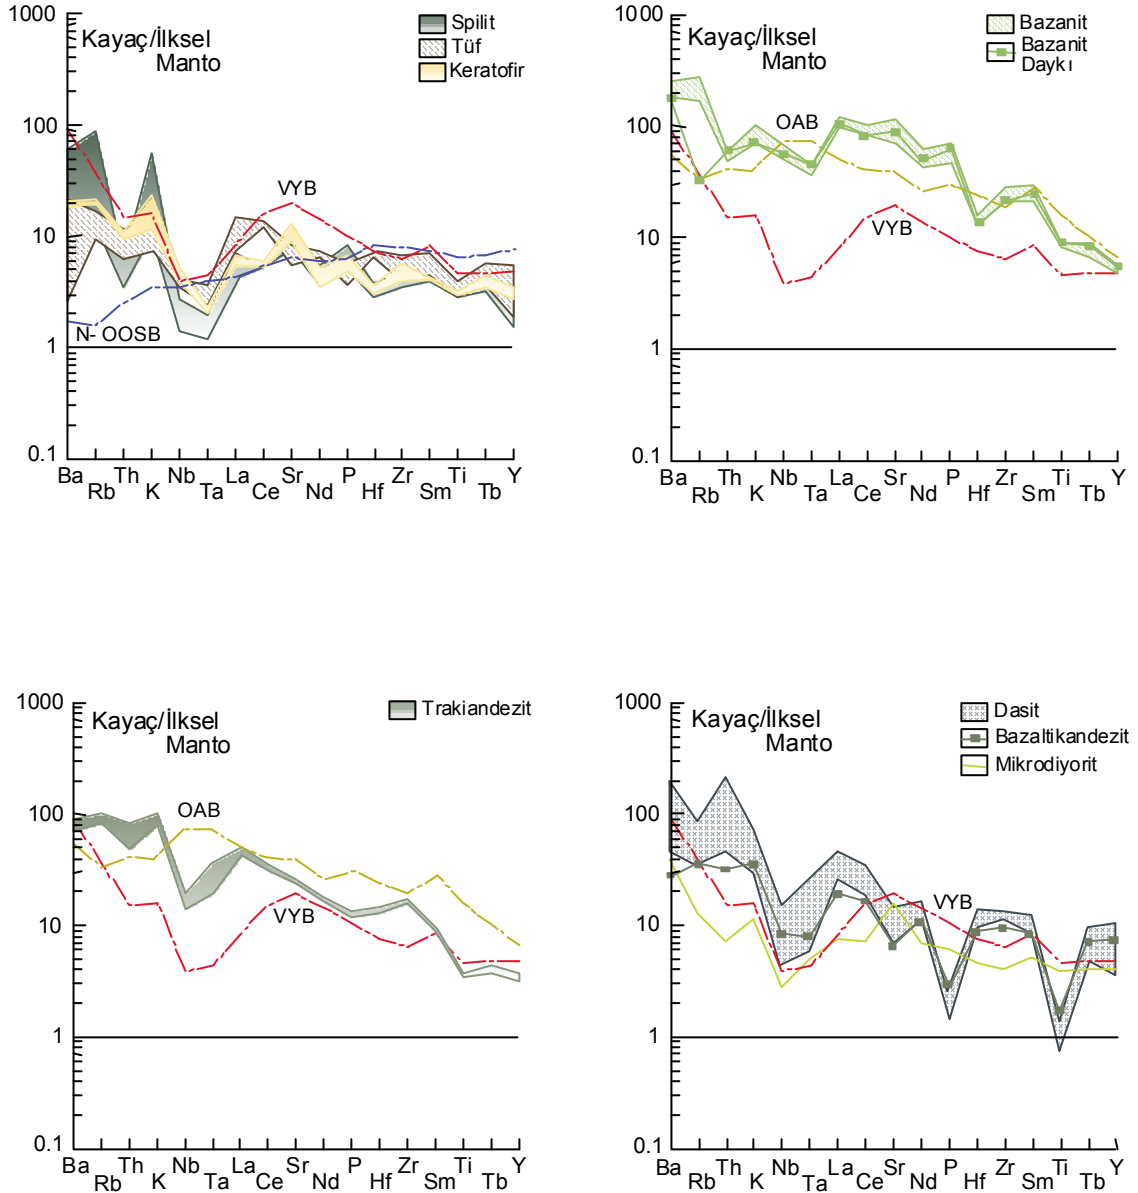 1000
100
10
1
0.1
Kayaç/İlksel
Manto
Spilit
Tüf
Keratofir
VYB
N- OOSB
Ba Rb Th K Nb Ta La Ce Sr Nd P Hf Zr Sm Ti Tb Y
1000
100
10
1
0.1
Kayaç/İlksel
Manto
Bazanit
Bazanit
Daykı
OAB
VYB
Ba Rb Th K Nb Ta La Ce Sr Nd P Hf Zr Sm Ti Tb Y
1000
100
10
1
0.1
Kayaç/İlksel
Manto
Trakiandezit
OAB
VYB
Ba Rb Th K Nb Ta La Ce Sr Nd P Hf Zr Sm Ti Tb Y
1000
100
10
1
0.1
Kayaç/İlksel
Manto
Dasit
Bazaltikandezit
Mikrodiyorit
VYB
Ba Rb Th K Nb Ta La Ce Sr Nd P Hf Zr Sm Ti Tb Y